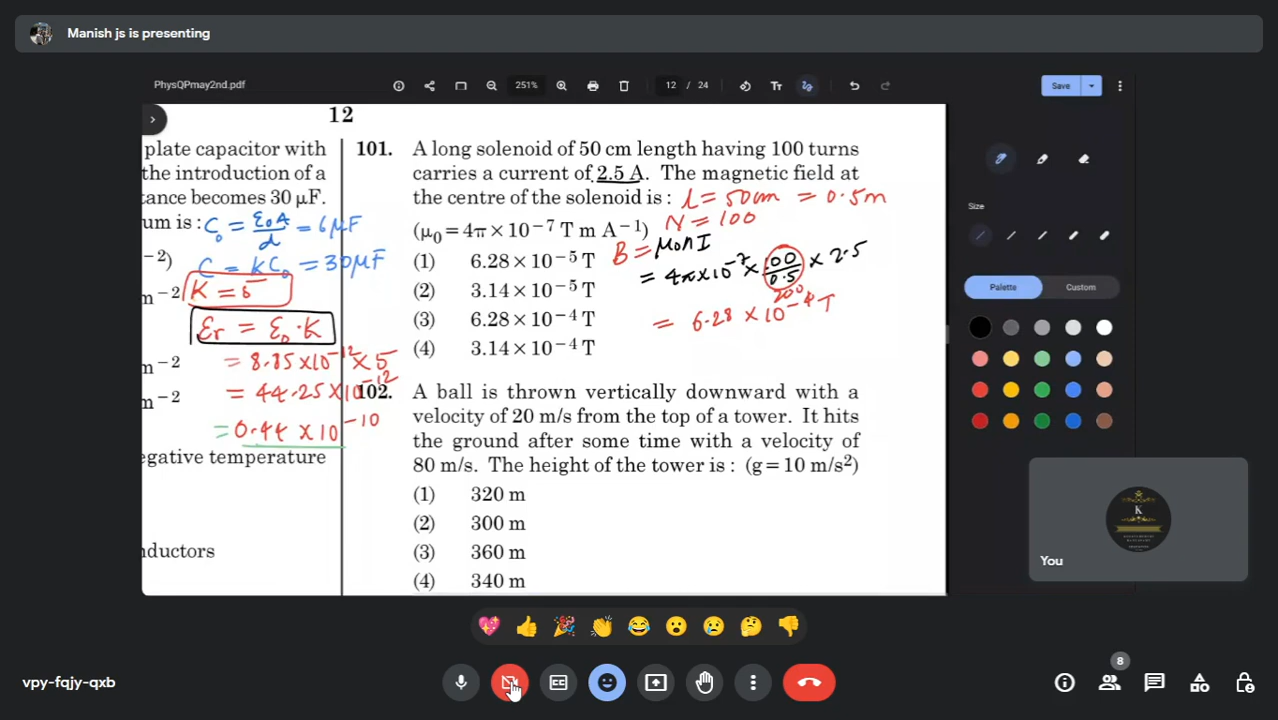 Manish js is presenting
PhysQPmay2nd.pdf
251%
12 / 24
Tт
Save
12
plate capacitor with
the introduction of a
tance becomes 30 µF.
um is :
C₀ = ε₀A/d = 6µF
-2)
C = KC₀ = 30µF
m-2
K = 5
εr = ε₀·K
m-2
= 8.85 ×10⁻¹² × 5
m-2
= 44.25 ×10⁻¹²
= 0.44 × 10⁻¹⁰
egative temperature
nductors
101. A long solenoid of 50 cm length having 100 turns
carries a current of 2.5 A. The magnetic field at
the centre of the solenoid is :
l = 50cm = 0.5m
N = 100
(µ₀ = 4π × 10⁻⁷ T m A⁻¹)
B = µ₀nI
(1) 6.28 × 10⁻⁵ T
= 4π×10⁻⁷ × 100/0.5 × 2.5
200
(2) 3.14 × 10⁻⁵ T
(3) 6.28 × 10⁻⁴ T
= 6.28 × 10⁻⁴ T
(4) 3.14 × 10⁻⁴ T
102. A ball is thrown vertically downward with a
velocity of 20 m/s from the top of a tower. It hits
the ground after some time with a velocity of
80 m/s. The height of the tower is : (g = 10 m/s²)
(1) 320 m
(2) 300 m
(3) 360 m
(4) 340 m
Size
Palette
Custom
K
You
vpy-fqjy-qxb
8